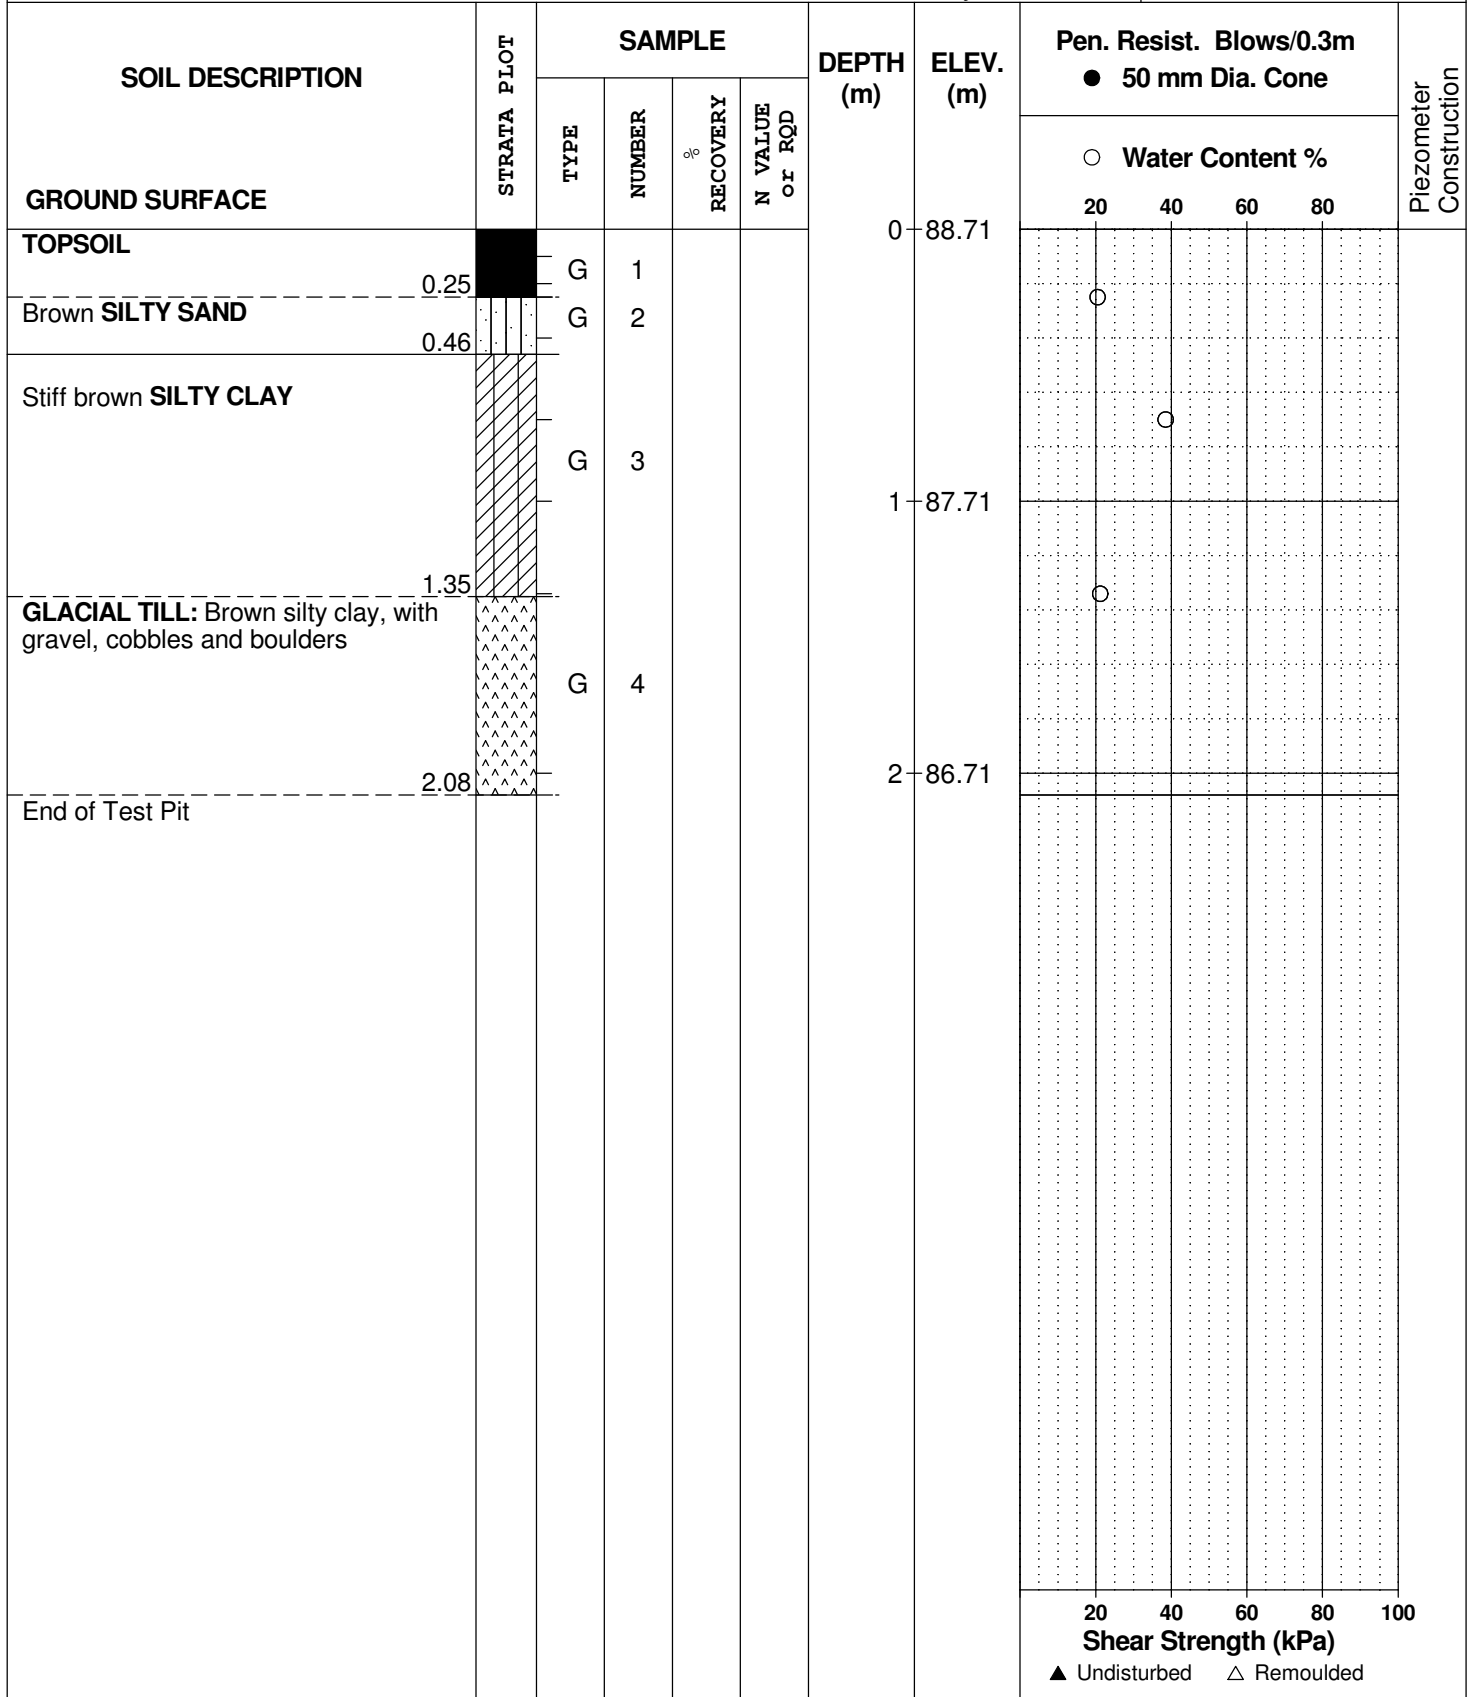 SOIL DESCRIPTION
GROUND SURFACE
STRATA PLOT
SAMPLE
TYPE
NUMBER
%
RECOVERY
N VALUE
or RQD
DEPTH
(m)
ELEV.
(m)
Pen. Resist. Blows/0.3m
● 50 mm Dia. Cone
○ Water Content %
20 40 60 80
Piezometer
Construction
0 88.71
TOPSOIL
0.25
G 1
Brown SILTY SAND
0.46
G 2
Stiff brown SILTY CLAY
G 3
1 87.71
1.35
GLACIAL TILL: Brown silty clay, with
gravel, cobbles and boulders
G 4
2 86.71
2.08
End of Test Pit
20 40 60 80 100
Shear Strength (kPa)
▲ Undisturbed △ Remoulded